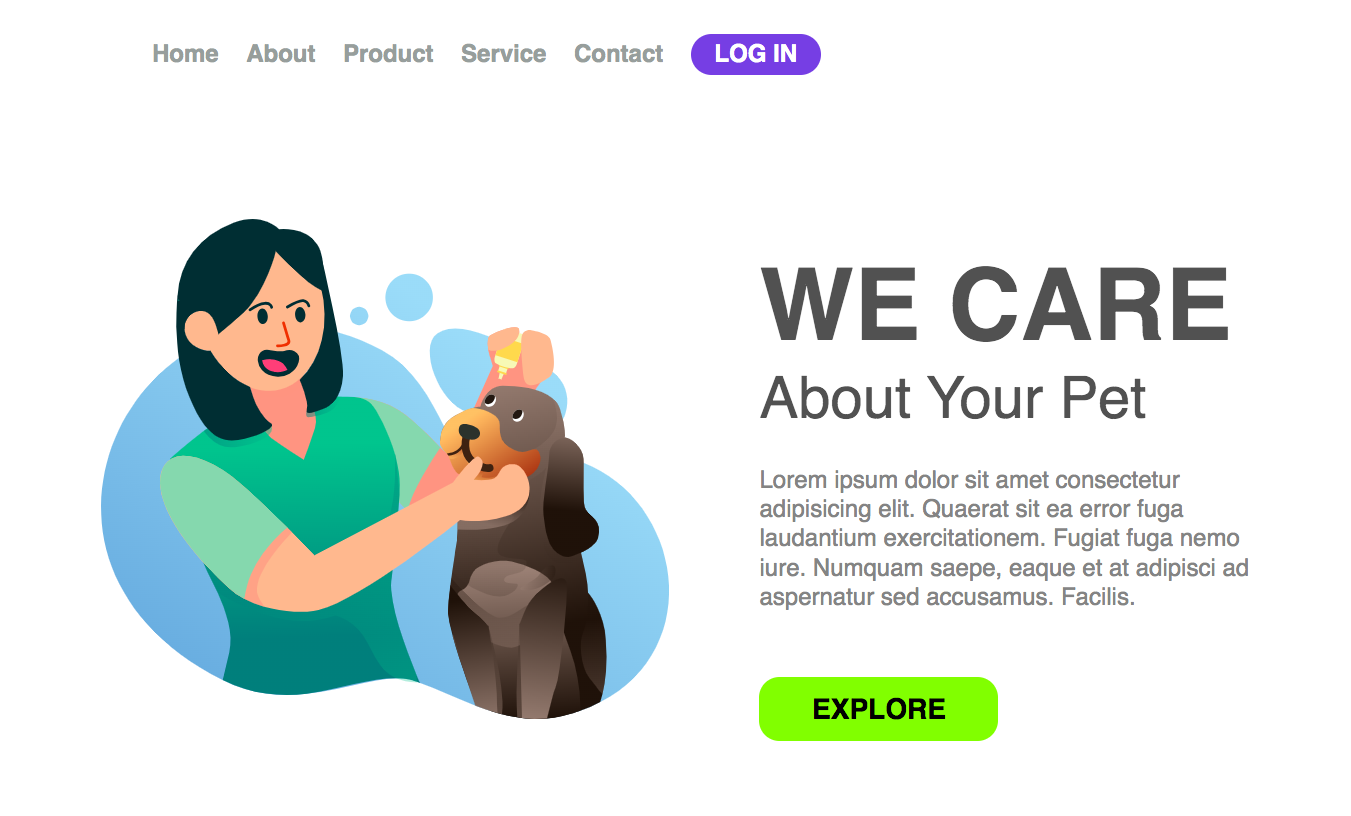 Home About Product Service Contact LOG IN
WE CARE
About Your Pet
Lorem ipsum dolor sit amet consectetur
adipisicing elit. Quaerat sit ea error fuga
laudantium exercitationem. Fugiat fuga nemo
iure. Numquam saepe, eaque et at adipisci ad
aspernatur sed accusamus. Facilis.
EXPLORE